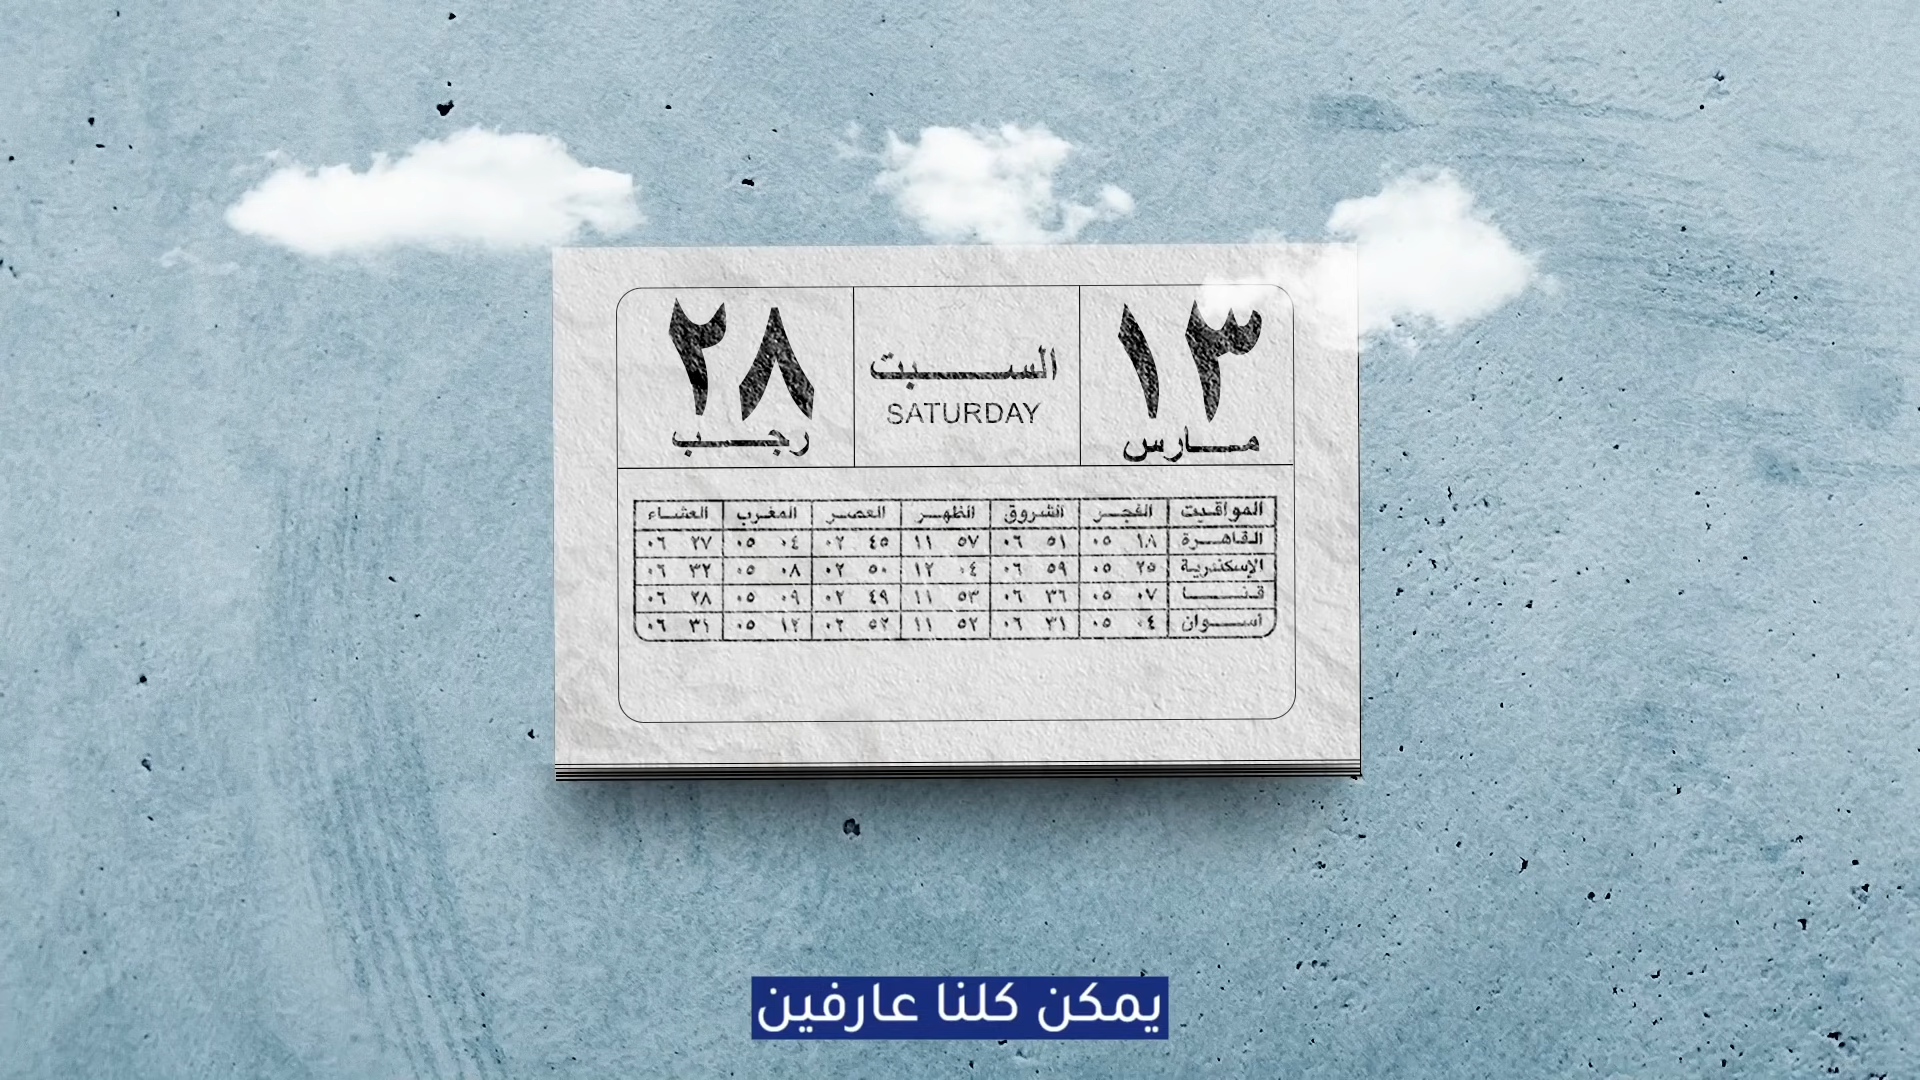 ١٣
مارس
السبت
SATURDAY
٢٨
رجب
المواقيت الفجر الشروق الظهر العصر المغرب العشاء
القاهرة ١٨ ٠٥ ٥١ ٠٦ ٥٧ ١١ ٤٥ ٠٢ ٠٤ ٠٥ ٢٧ ٠٦
الإسكندرية ٢٥ ٠٥ ٥٩ ٠٦ ٠٤ ١٢ ٥٠ ٠٢ ٠٨ ٠٥ ٣٢ ٠٦
قنا ٠٧ ٠٥ ٣٦ ٠٦ ٥٣ ١١ ٤٩ ٠٢ ٠٩ ٠٥ ٢٨ ٠٦
أسوان ٠٤ ٠٥ ٣١ ٠٦ ٥٢ ١١ ٥٢ ٠٢ ١٢ ٠٥ ٣١ ٠٦
يمكن كلنا عارفين